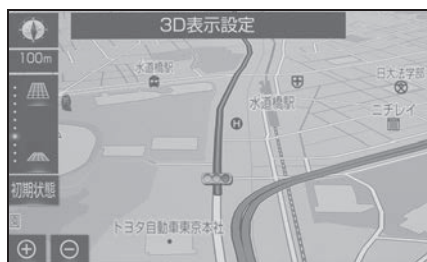 3D表示設定
100m
水道橋駅
水道橋駅
日大法学部
ニチレイ
H
初期状態
園
トヨタ自動車東京本社